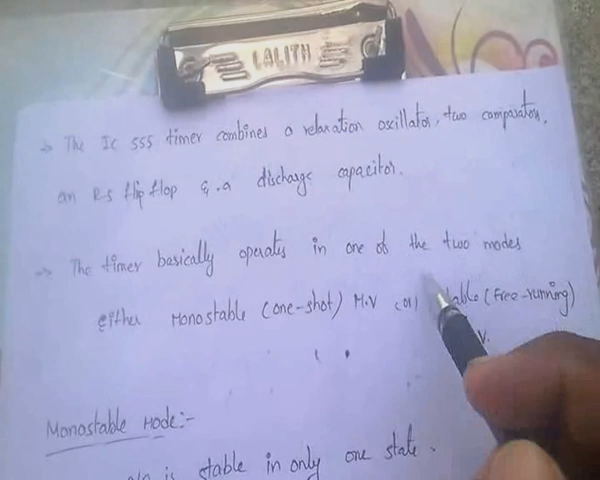 LALITH
→ The IC 555 timer combines a relaxation oscillator, two comparators,
an R-S flip flop & a discharge capacitor.
→ The timer basically operates in one of the two modes
either Monostable (one-shot) M.V (or) table (free-running)
V.
Monostable Mode:-
is stable in only one state.